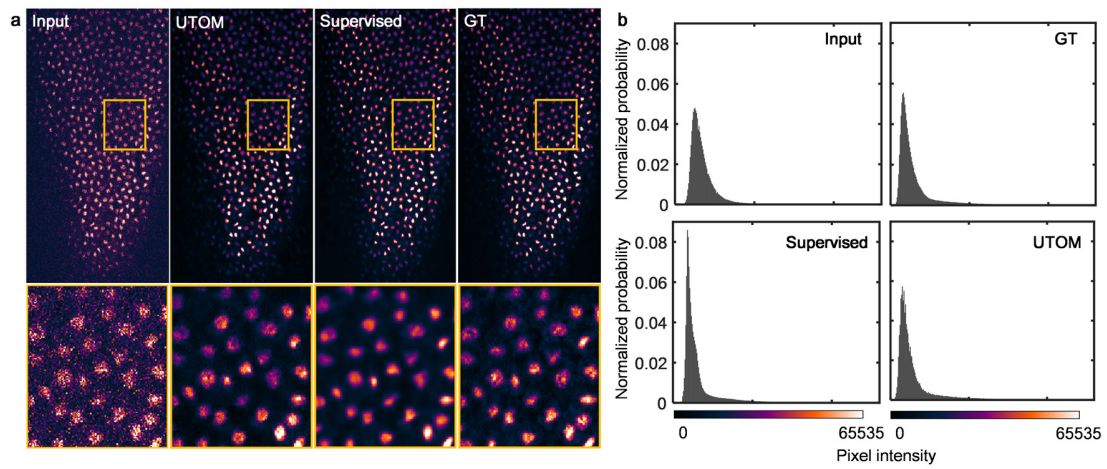 a
Input
UTOM
Supervised
GT
b
Normalized probability
0.08
0.06
0.04
0.02
0
Input
GT
Normalized probability
0.08
0.06
0.04
0.02
0
Supervised
UTOM
0
65535
0
65535
Pixel intensity